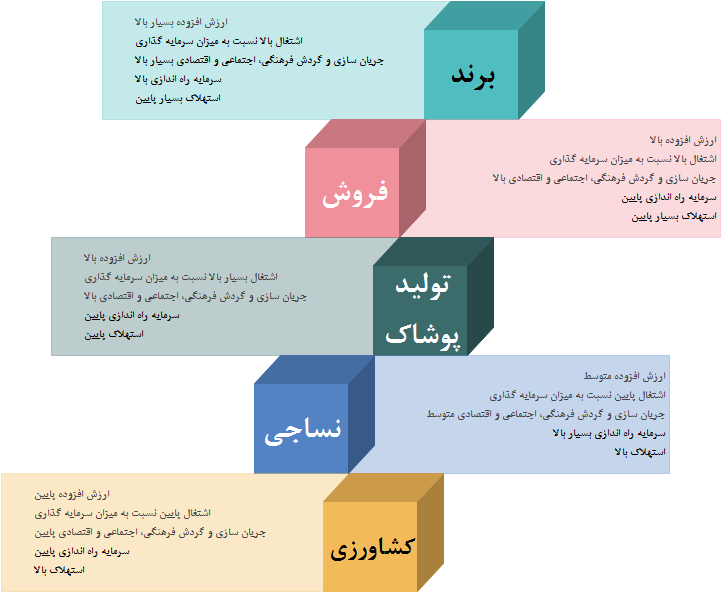 برند
ارزش افزوده بسیار بالا
اشتغال بالا نسبت به میزان سرمایه گذاری
جریان سازی و گردش فرهنگی، اجتماعی و اقتصادی بسیار بالا
سرمایه راه اندازی بالا
استهلاک بسیار پایین
فروش
ارزش افزوده بالا
اشتغال بالا نسبت به میزان سرمایه گذاری
جریان سازی و گردش فرهنگی، اجتماعی و اقتصادی بالا
سرمایه راه اندازی پایین
استهلاک بسیار پایین
تولید
پوشاک
ارزش افزوده بالا
اشتغال بسیار بالا نسبت به میزان سرمایه گذاری
جریان سازی و گردش فرهنگی، اجتماعی و اقتصادی بالا
سرمایه راه اندازی پایین
استهلاک پایین
نساجی
ارزش افزوده متوسط
اشتغال پایین نسبت به میزان سرمایه گذاری
جریان سازی و گردش فرهنگی، اجتماعی و اقتصادی متوسط
سرمایه راه اندازی بسیار بالا
استهلاک بالا
کشاورزی
ارزش افزوده پایین
اشتغال پایین نسبت به میزان سرمایه گذاری
جریان سازی و گردش فرهنگی، اجتماعی و اقتصادی پایین
سرمایه راه اندازی پایین
استهلاک بالا